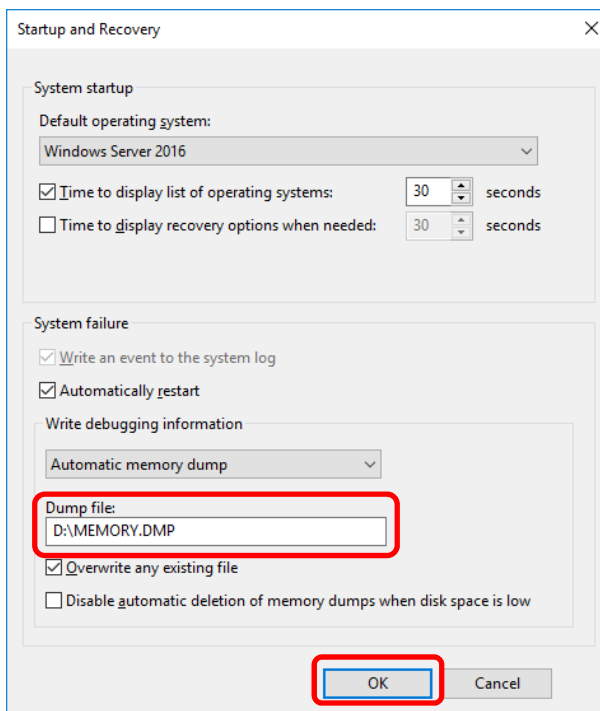 Startup and Recovery
System startup
Default operating system:
Windows Server 2016
Time to display list of operating systems: 30 seconds
Time to display recovery options when needed: 30 seconds
System failure
Write an event to the system log
Automatically restart
Write debugging information
Automatic memory dump
Dump file:
D:\MEMORY.DMP
Overwrite any existing file
Disable automatic deletion of memory dumps when disk space is low
OK Cancel